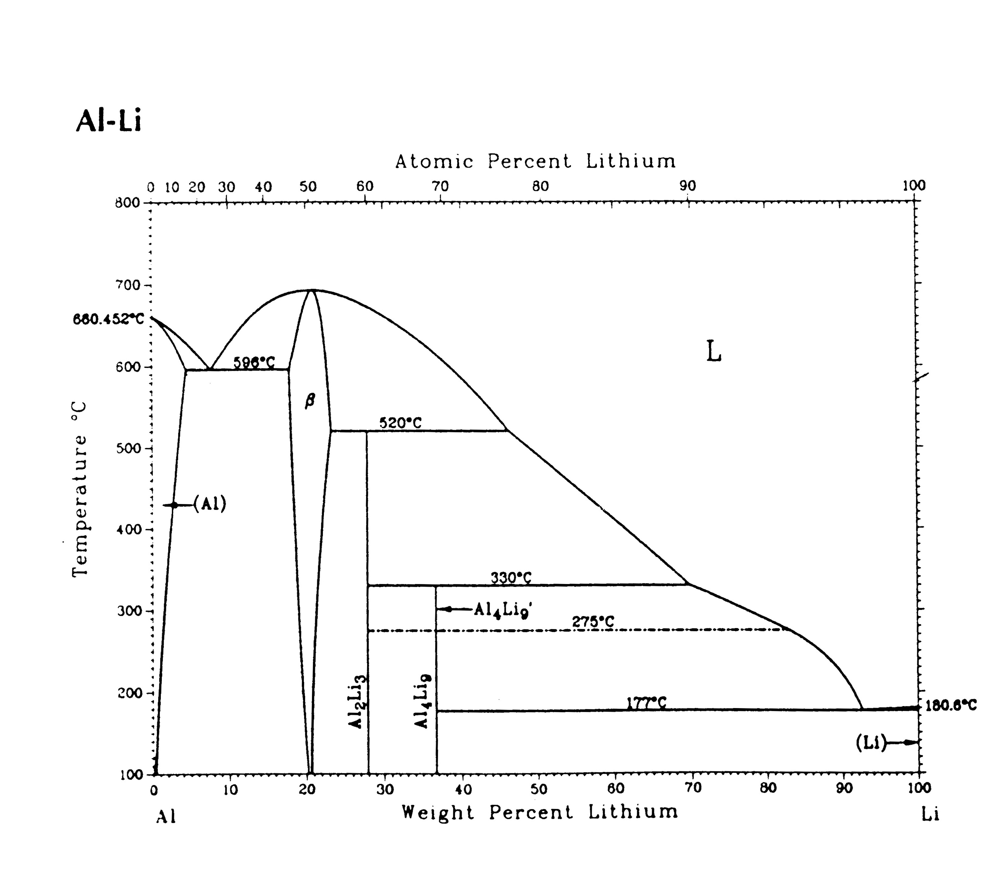 Al-Li
Atomic Percent Lithium
0 10 20 30 40 50 60 70 80 90 100
800
700
660.452°C
600
596°C
L
β
520°C
500
Temperature °C
(Al)
400
330°C
300
Al4Li9'
275°C
Al2Li3
Al4Li9
200
177°C
180.6°C
(Li)
100
0 10 20 30 40 50 60 70 80 90 100
Al
Weight Percent Lithium
Li